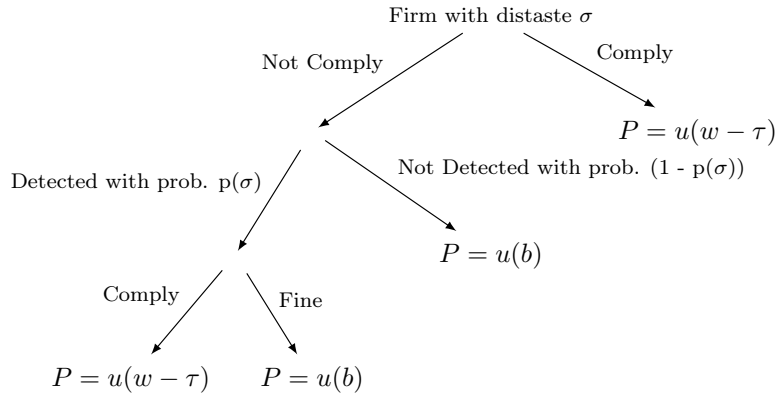 Firm with distaste σ
Not Comply
Comply
P = u(w − τ)
Detected with prob. p(σ)
Not Detected with prob. (1 - p(σ))
P = u(b)
Comply
Fine
P = u(w − τ)
P = u(b)